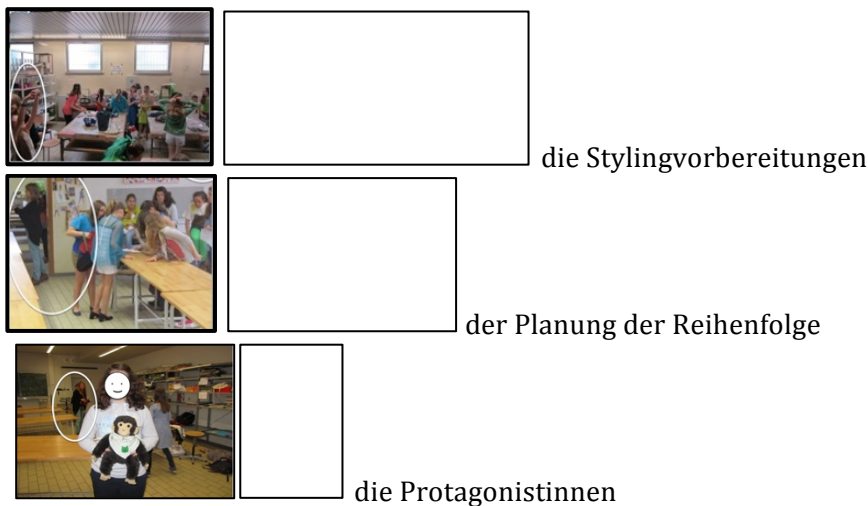 die Stylingvorbereitungen
der Planung der Reihenfolge
die Protagonistinnen